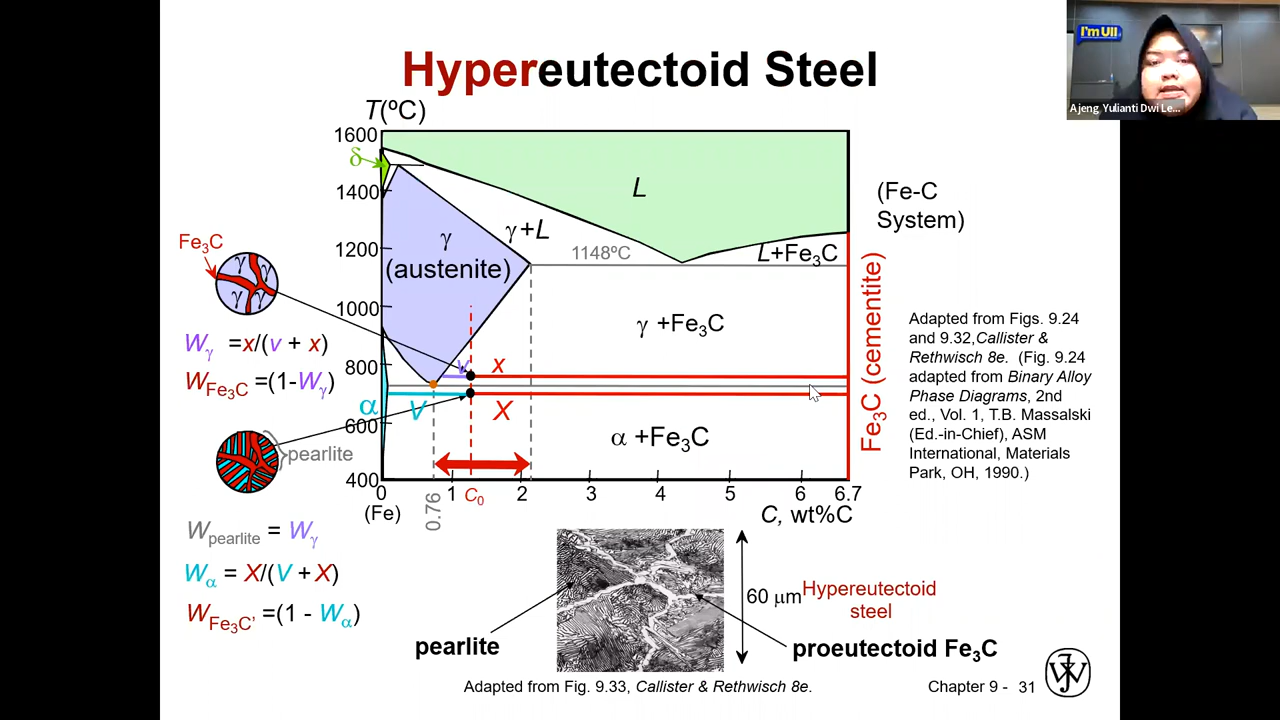 Hypereutectoid Steel
I'm UII
Ajeng Yulianti Dwi Le...
T(ºC)
1600
1400
1200
1000
800
600
400
δ
L
γ+L
γ
(austenite)
1148ºC
L+Fe3C
(Fe-C
System)
Fe3C
γ γ
γ γ
γ +Fe3C
Fe3C (cementite)
Wγ =x/(v + x)
WFe3C =(1-Wγ)
v x
α
V X
α +Fe3C
pearlite
Adapted from Figs. 9.24
and 9.32,Callister &
Rethwisch 8e. (Fig. 9.24
adapted from Binary Alloy
Phase Diagrams, 2nd
ed., Vol. 1, T.B. Massalski
(Ed.-in-Chief), ASM
International, Materials
Park, OH, 1990.)
0 1 C0 2 3 4 5 6 6.7
(Fe)
0.76
C, wt%C
Wpearlite = Wγ
Wα = X/(V + X)
WFe3C' =(1 - Wα)
60 μm
Hypereutectoid
steel
pearlite
proeutectoid Fe3C
Adapted from Fig. 9.33, Callister & Rethwisch 8e.
Chapter 9 - 31